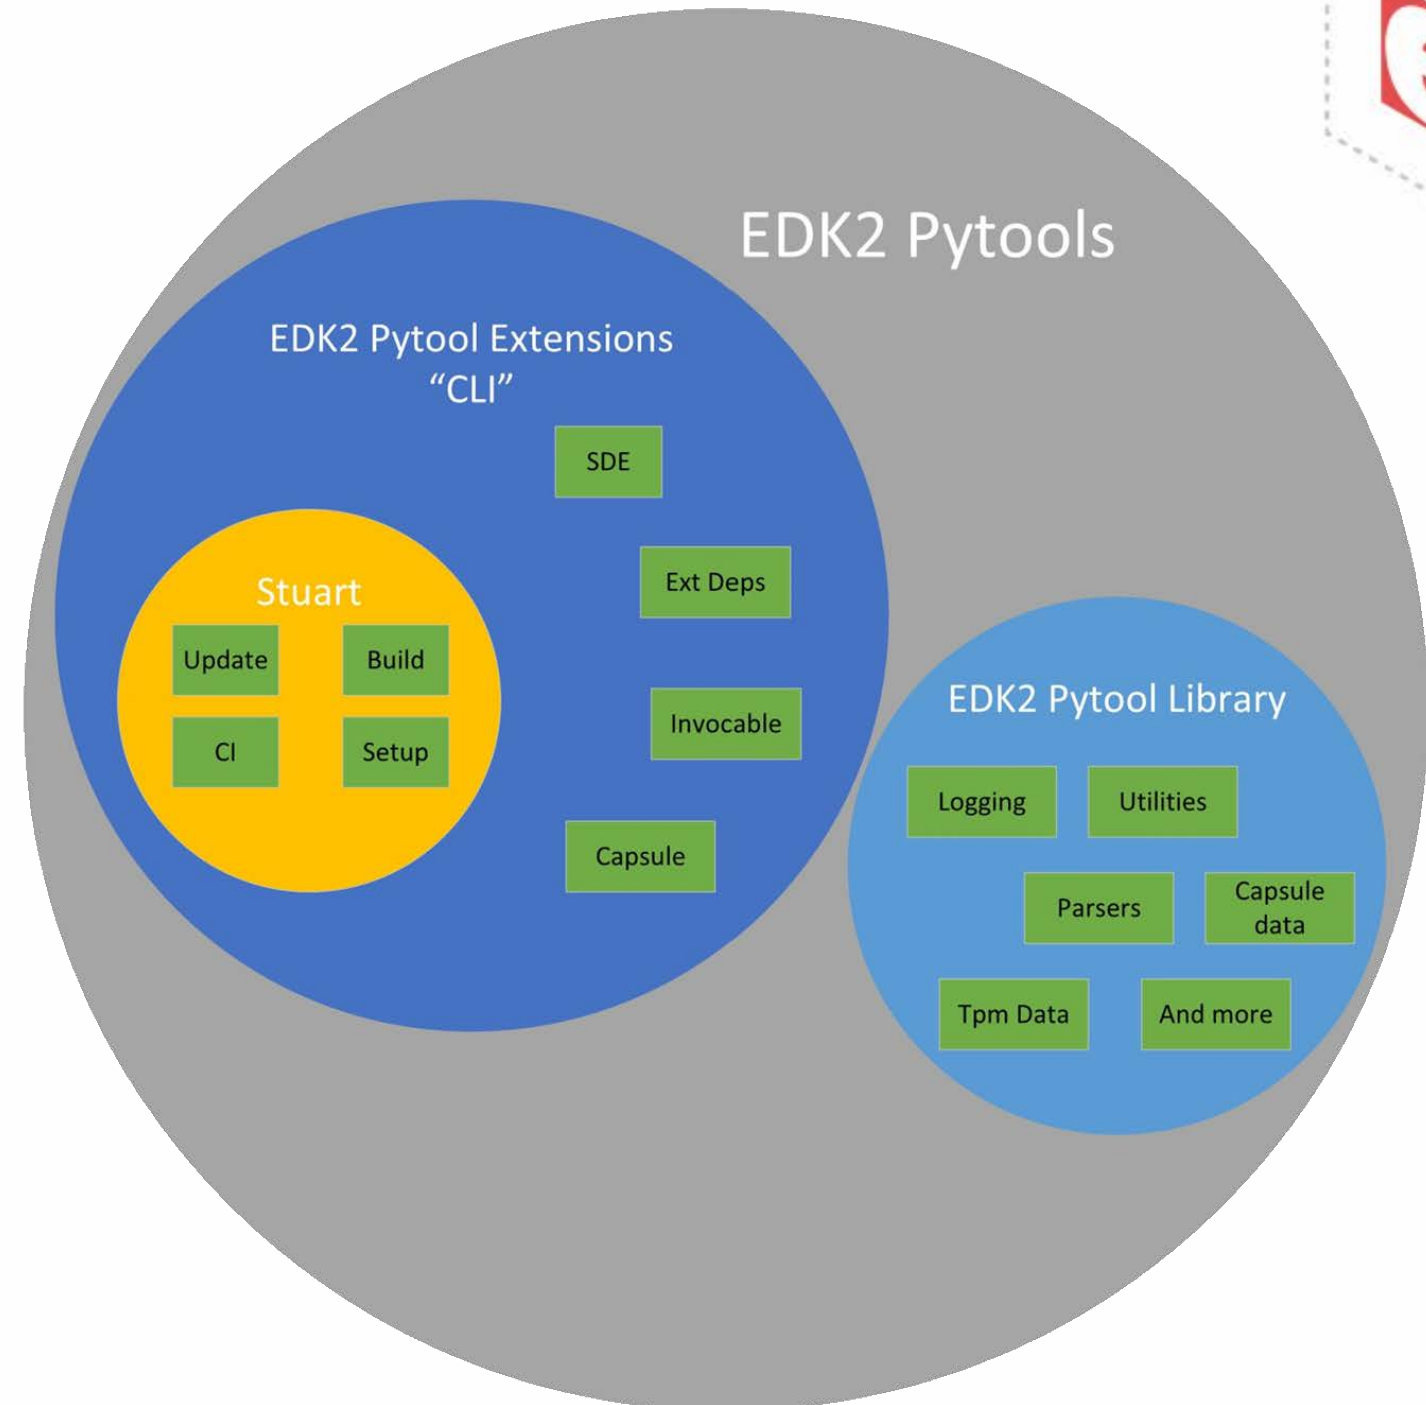 EDK2 Pytools
EDK2 Pytool Extensions
“CLI”
SDE
Ext Deps
Stuart
Update
Build
CI
Setup
Invocable
Capsule
EDK2 Pytool Library
Logging
Utilities
Parsers
Capsule
data
Tpm Data
And more